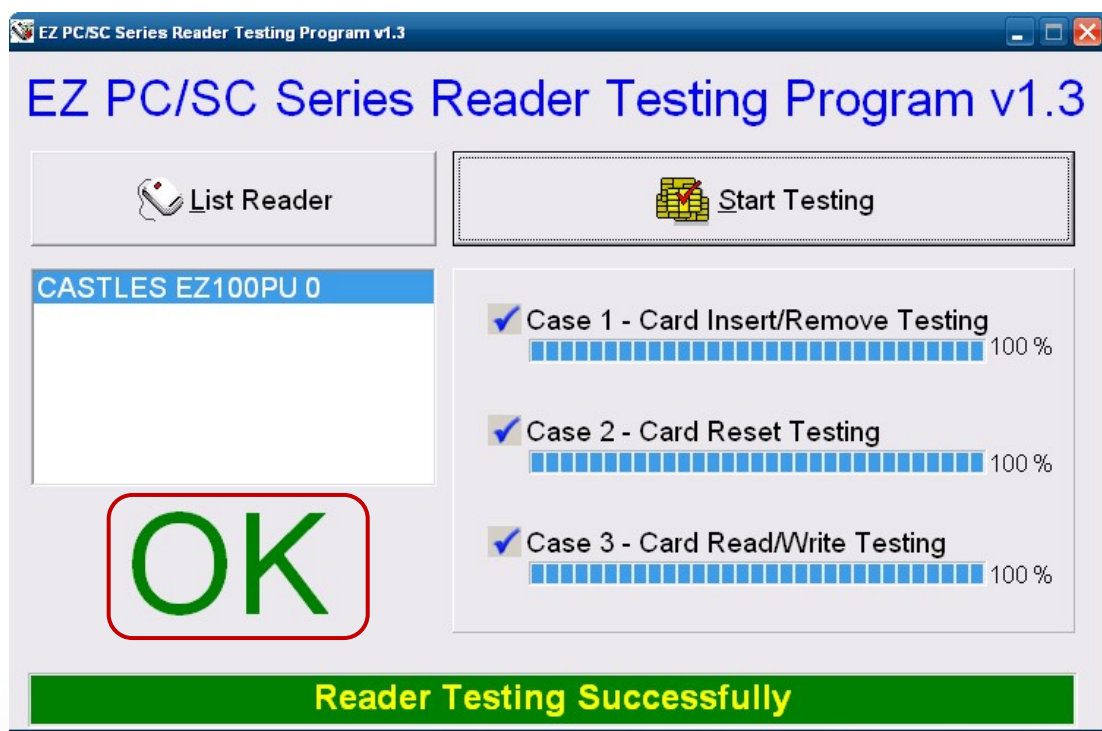 EZ PC/SC Series Reader Testing Program v1.3
EZ PC/SC Series Reader Testing Program v1.3
List Reader
Start Testing
CASTLES EZ100PU 0
Case 1 - Card Insert/Remove Testing
100 %
Case 2 - Card Reset Testing
100 %
Case 3 - Card Read/Write Testing
100 %
OK
Reader Testing Successfully